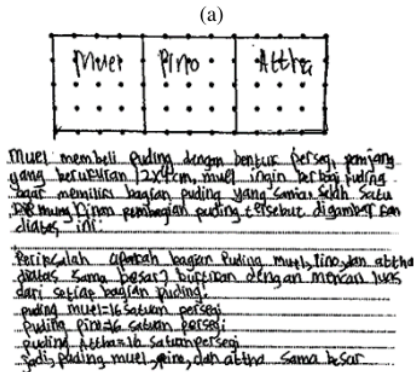 (a)
Muel Pino Attha
Muel membeli puding dengan bentuk persegi panjang
yang berukuran 12x4cm, muel ingin berbagi puding
agar memiliki bagian puding yang sama. Salah satu
mungkinan pembagian puding tersebut digambarkan
diatas ini.
Periksalah apakah bagian Puding muel, Pino, dan attha
diatas sama besar? buktikan dengan mencari luas
dari setiap bagian puding!
puding muel=16 satuan persegi
puding Pino=16 satuan persegi
puding Attha=16 satuan persegi
Jadi, puding muel, pino, dan attha sama besar